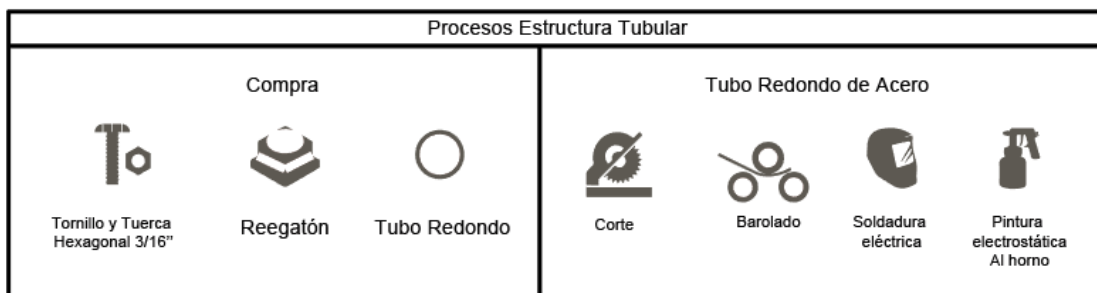 Procesos Estructura Tubular
Compra
Tornillo y Tuerca
Hexagonal 3/16”
Reegatón
Tubo Redondo
Tubo Redondo de Acero
Corte
Barolado
Soldadura
eléctrica
Pintura
electrostática
Al horno